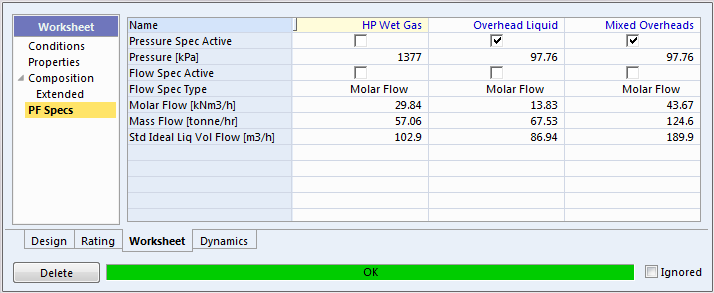 Worksheet
Conditions
Properties
Composition
Extended
PF Specs
Name HP Wet Gas Overhead Liquid Mixed Overheads
Pressure Spec Active
Pressure [kPa] 1377 97.76 97.76
Flow Spec Active
Flow Spec Type Molar Flow Molar Flow Molar Flow
Molar Flow [kNm3/h] 29.84 13.83 43.67
Mass Flow [tonne/hr] 57.06 67.53 124.6
Std Ideal Liq Vol Flow [m3/h] 102.9 86.94 189.9
Design Rating Worksheet Dynamics
Delete OK Ignored